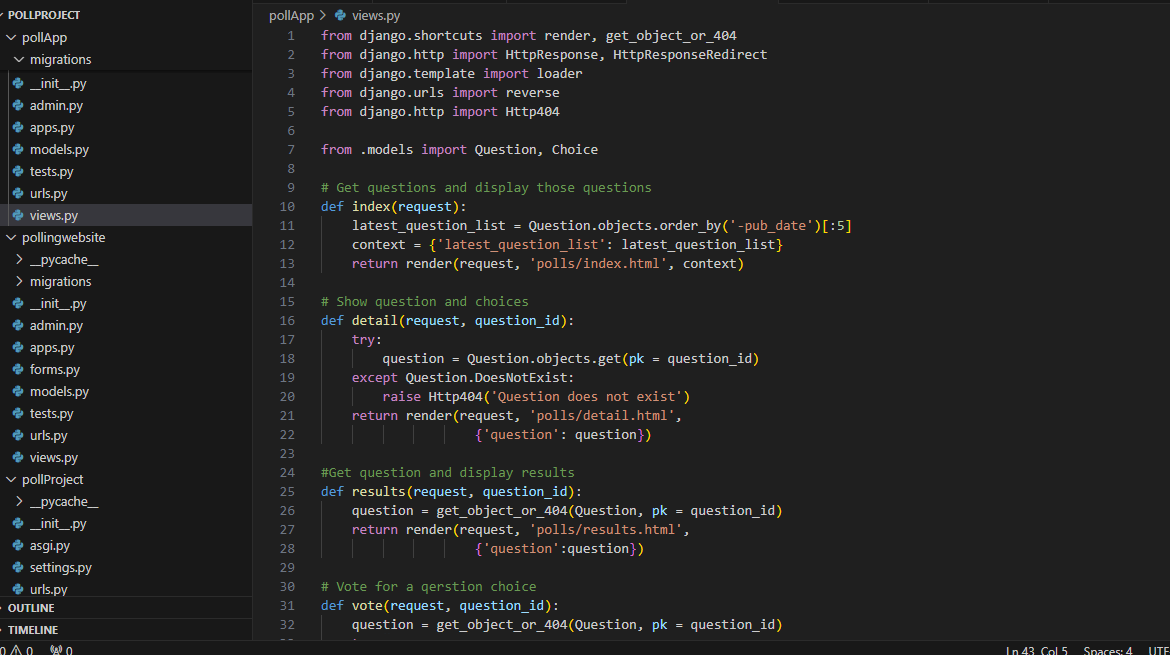 POLLPROJECT
pollApp
migrations
__init__.py
admin.py
apps.py
models.py
tests.py
urls.py
views.py
pollingwebsite
__pycache__
migrations
__init__.py
admin.py
apps.py
forms.py
models.py
tests.py
urls.py
views.py
pollProject
__pycache__
__init__.py
asgi.py
settings.py
urls.py
OUTLINE
TIMELINE
pollApp > views.py
1 from django.shortcuts import render, get_object_or_404
2 from django.http import HttpResponse, HttpResponseRedirect
3 from django.template import loader
4 from django.urls import reverse
5 from django.http import Http404
6
7 from .models import Question, Choice
8
9 # Get questions and display those questions
10 def index(request):
11     latest_question_list = Question.objects.order_by('-pub_date')[:5]
12     context = {'latest_question_list': latest_question_list}
13     return render(request, 'polls/index.html', context)
14
15 # Show question and choices
16 def detail(request, question_id):
17     try:
18         question = Question.objects.get(pk = question_id)
19     except Question.DoesNotExist:
20         raise Http404('Question does not exist')
21     return render(request, 'polls/detail.html',
22                     {'question': question})
23
24 #Get question and display results
25 def results(request, question_id):
26     question = get_object_or_404(Question, pk = question_id)
27     return render(request, 'polls/results.html',
28                     {'question':question})
29
30 # Vote for a qerstion choice
31 def vote(request, question_id):
32     question = get_object_or_404(Question, pk = question_id)
0 0 0 Ln 43, Col 5 Spaces: 4 UTF